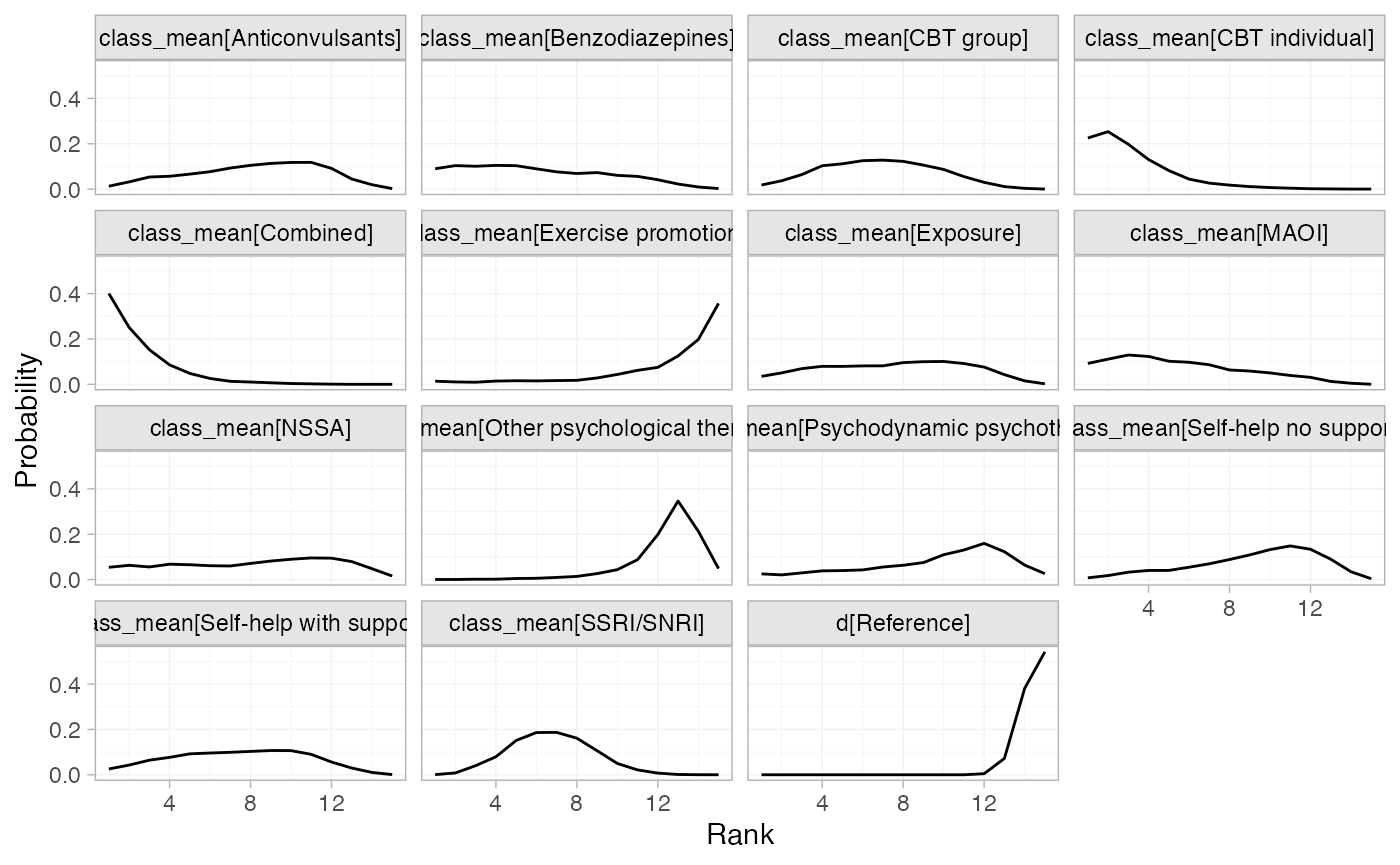 class_mean[Anticonvulsants]
class_mean[Benzodiazepines]
class_mean[CBT group]
class_mean[CBT individual]
0.4
0.2
0.0
class_mean[Combined]
lass_mean[Exercise promotion
class_mean[Exposure]
class_mean[MAOI]
0.4
0.2
0.0
class_mean[NSSA]
mean[Other psychological ther
mean[Psychodynamic psychoth
ass_mean[Self-help no suppor
0.4
0.2
0.0
4 8 12
ass_mean[Self-help with suppo
class_mean[SSRI/SNRI]
d[Reference]
0.4
0.2
0.0
4 8 12
4 8 12
4 8 12
Rank
Probability